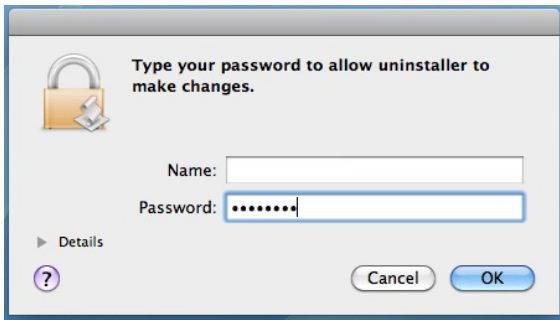 Type your password to allow uninstaller to
make changes.
Name:
Password: ••••••••
Details
?
Cancel
OK